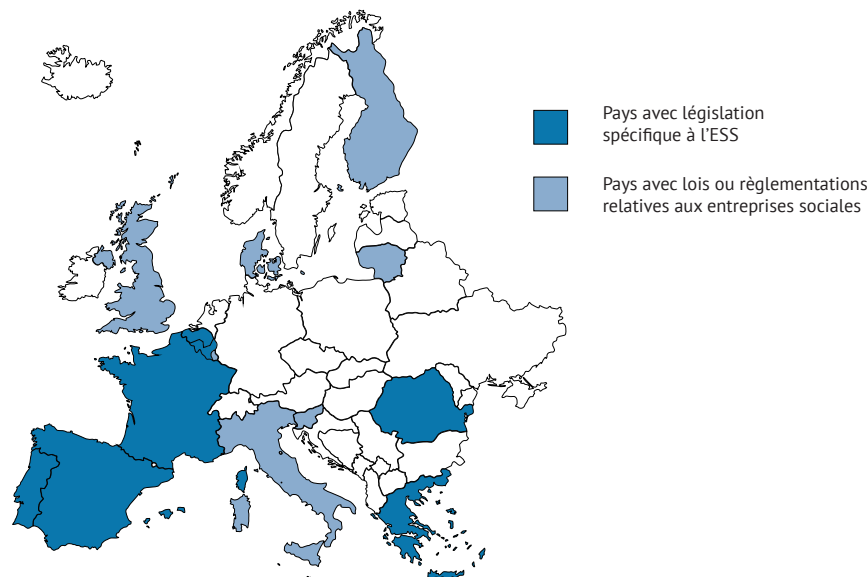 Pays avec législation
spécifique à l’ESS
Pays avec lois ou règlementations
relatives aux entreprises sociales